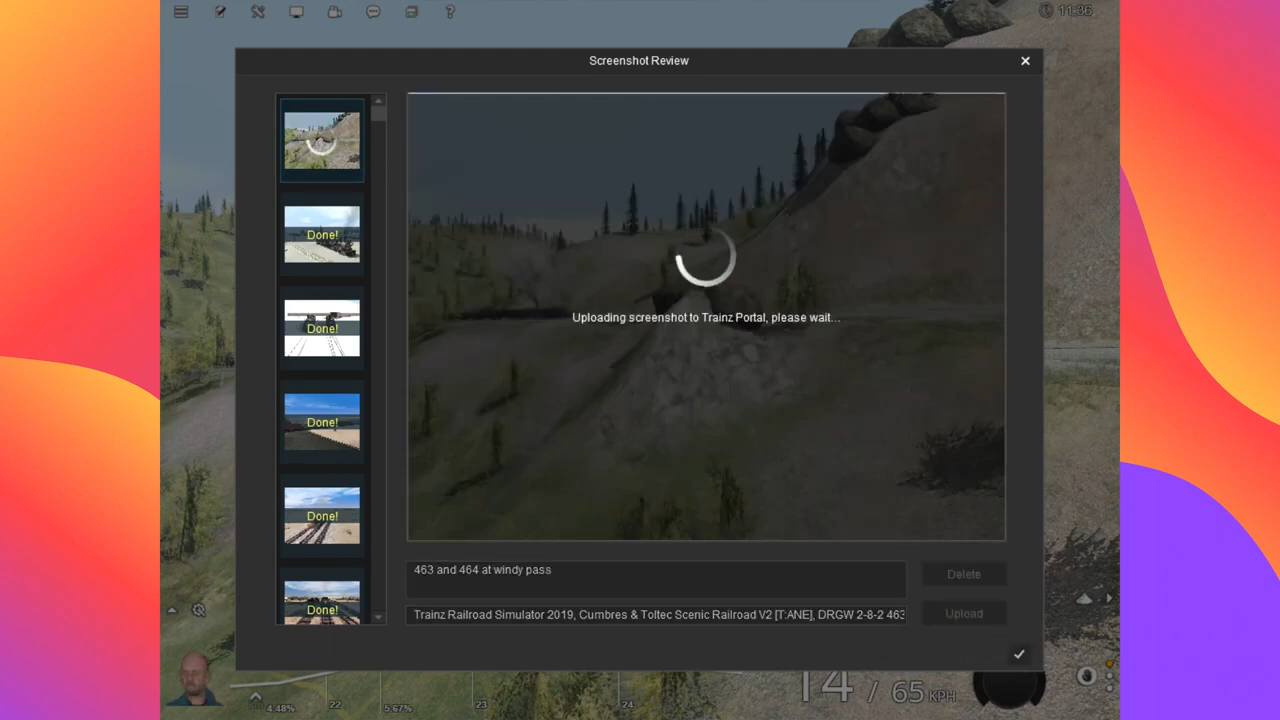 11:36
Screenshot Review
Done!
Done!
Done!
Done!
Done!
Uploading screenshot to Trainz Portal, please wait...
463 and 464 at windy pass
Delete
Trainz Railroad Simulator 2019, Cumbres & Toltec Scenic Railroad V2 [T:ANE], DRGW 2-8-2 463
Upload
14 / 65 KPH
4.48%
22
5.67%
23
24